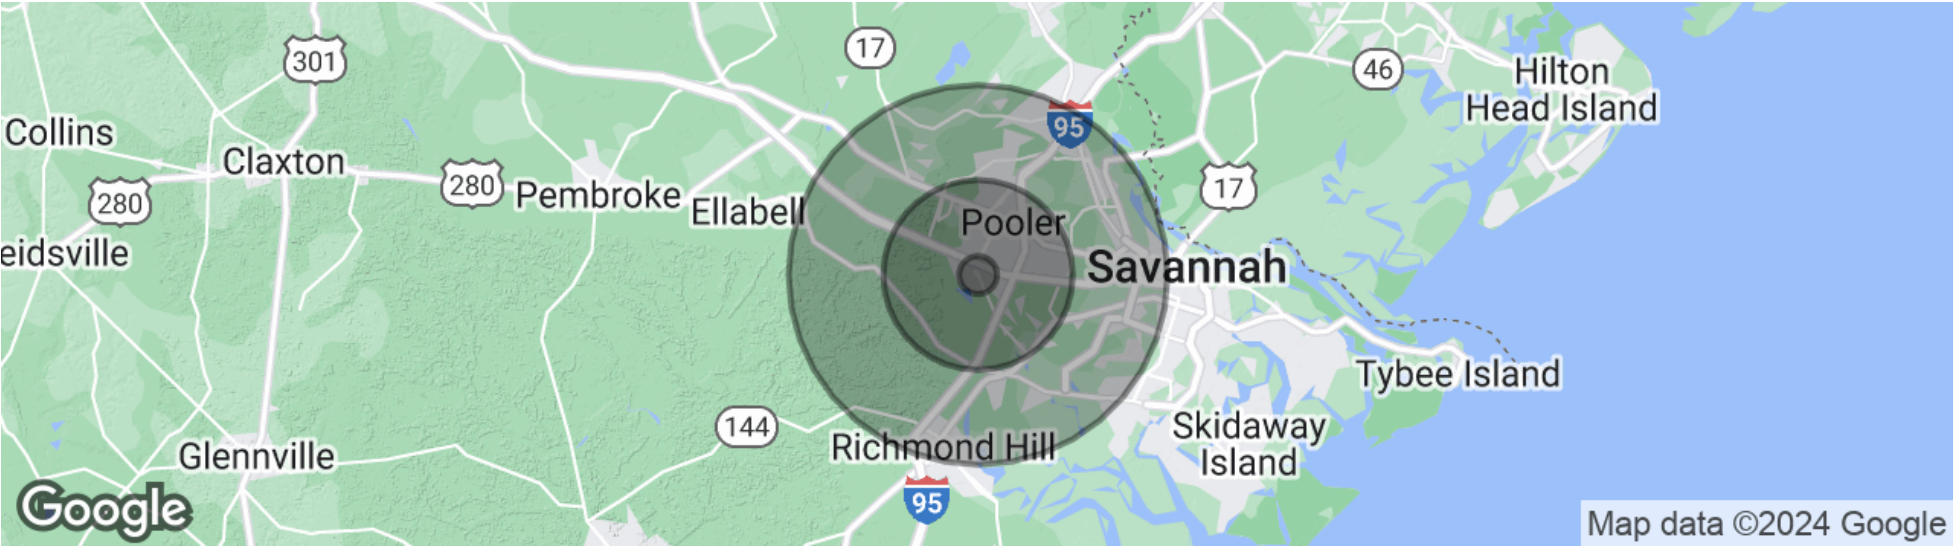 301
17
46
Hilton
Head Island
95
Collins
Claxton
280
Pembroke
280
Ellabell
17
Pooler
eidsville
Savannah
Tybee Island
144
Richmond Hill
Skidaway
Island
Glennville
95
Google
Map data ©2024 Google